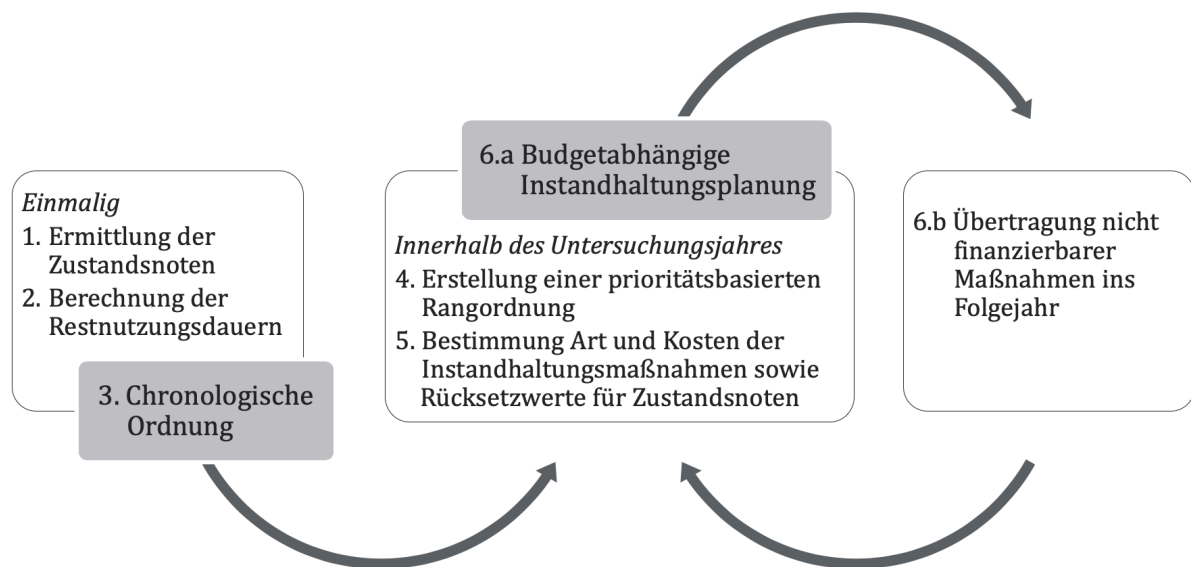 Einmalig
1. Ermittlung der
Zustandsnoten
2. Berechnung der
Restnutzungsdauern
3. Chronologische
Ordnung
6.a Budgetabhängige
Instandhaltungsplanung
Innerhalb des Untersuchungsjahres
4. Erstellung einer prioritätsbasierten
Rangordnung
5. Bestimmung Art und Kosten der
Instandhaltungsmaßnahmen sowie
Rücksetzwerte für Zustandsnoten
6.b Übertragung nicht
finanzierbarer
Maßnahmen ins
Folgejahr